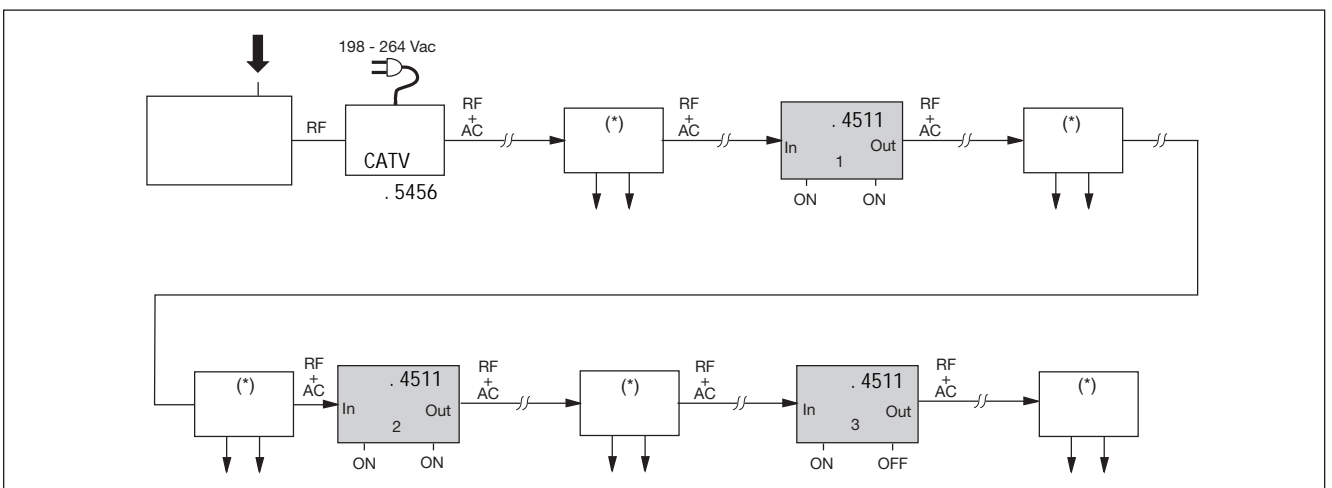 198 - 264 Vac
RF
CATV
. 5456
RF
+
AC
(*)
RF
+
AC
. 4511
In
Out
1
ON
ON
RF
+
AC
(*)
(*)
RF
+
AC
. 4511
In
Out
2
ON
ON
RF
+
AC
(*)
RF
+
AC
. 4511
In
Out
3
ON
OFF
RF
+
AC
(*)